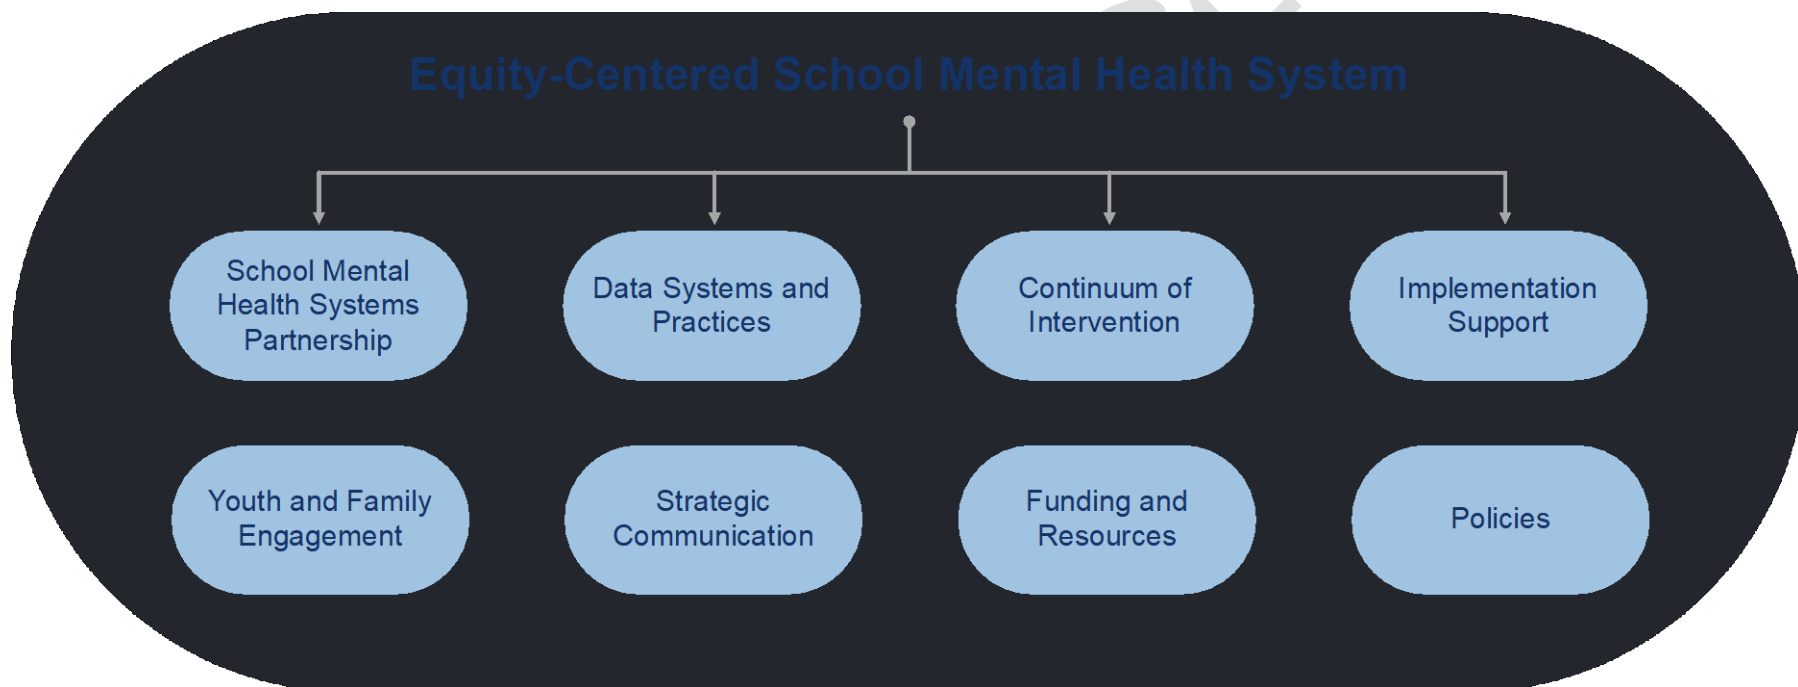 Equity-Centered School Mental Health System
School Mental
Health Systems
Partnership
Data Systems and
Practices
Continuum of
Intervention
Implementation
Support
Youth and Family
Engagement
Strategic
Communication
Funding and
Resources
Policies